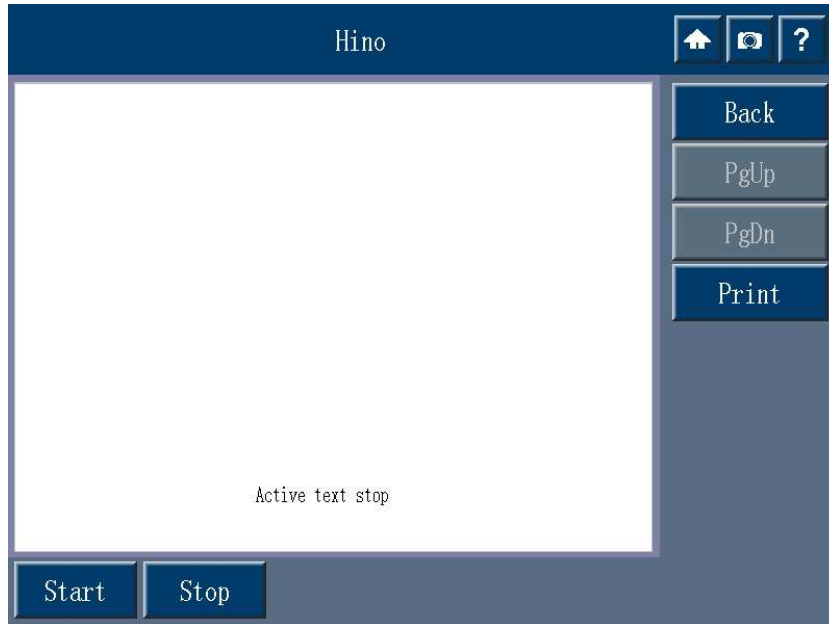 Hino
?
Back
PgUp
PgDn
Print
Active text stop
Start
Stop